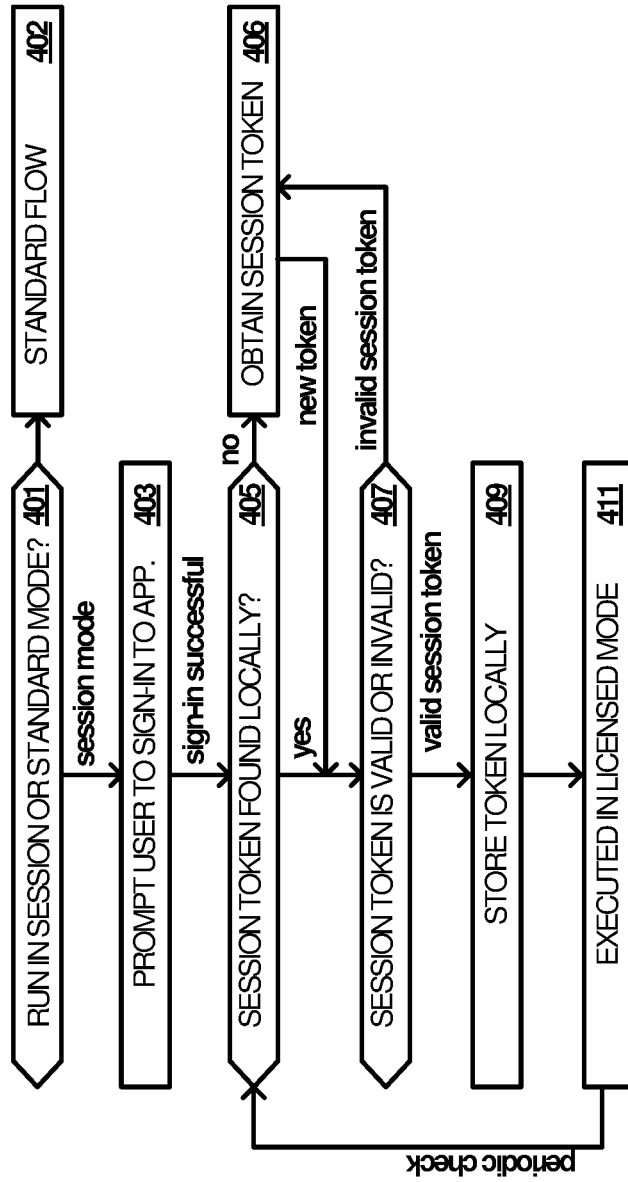 RUN IN SESSION OR STANDARD MODE? 401
STANDARD FLOW 402
session mode
PROMPT USER TO SIGN-IN TO APP. 403
sign-in successful
SESSION TOKEN FOUND LOCALLY? 405
no
OBTAIN SESSION TOKEN 406
yes
new token
SESSION TOKEN IS VALID OR INVALID? 407
invalid session token
valid session token
STORE TOKEN LOCALLY 409
EXECUTED IN LICENSED MODE 411
periodic check